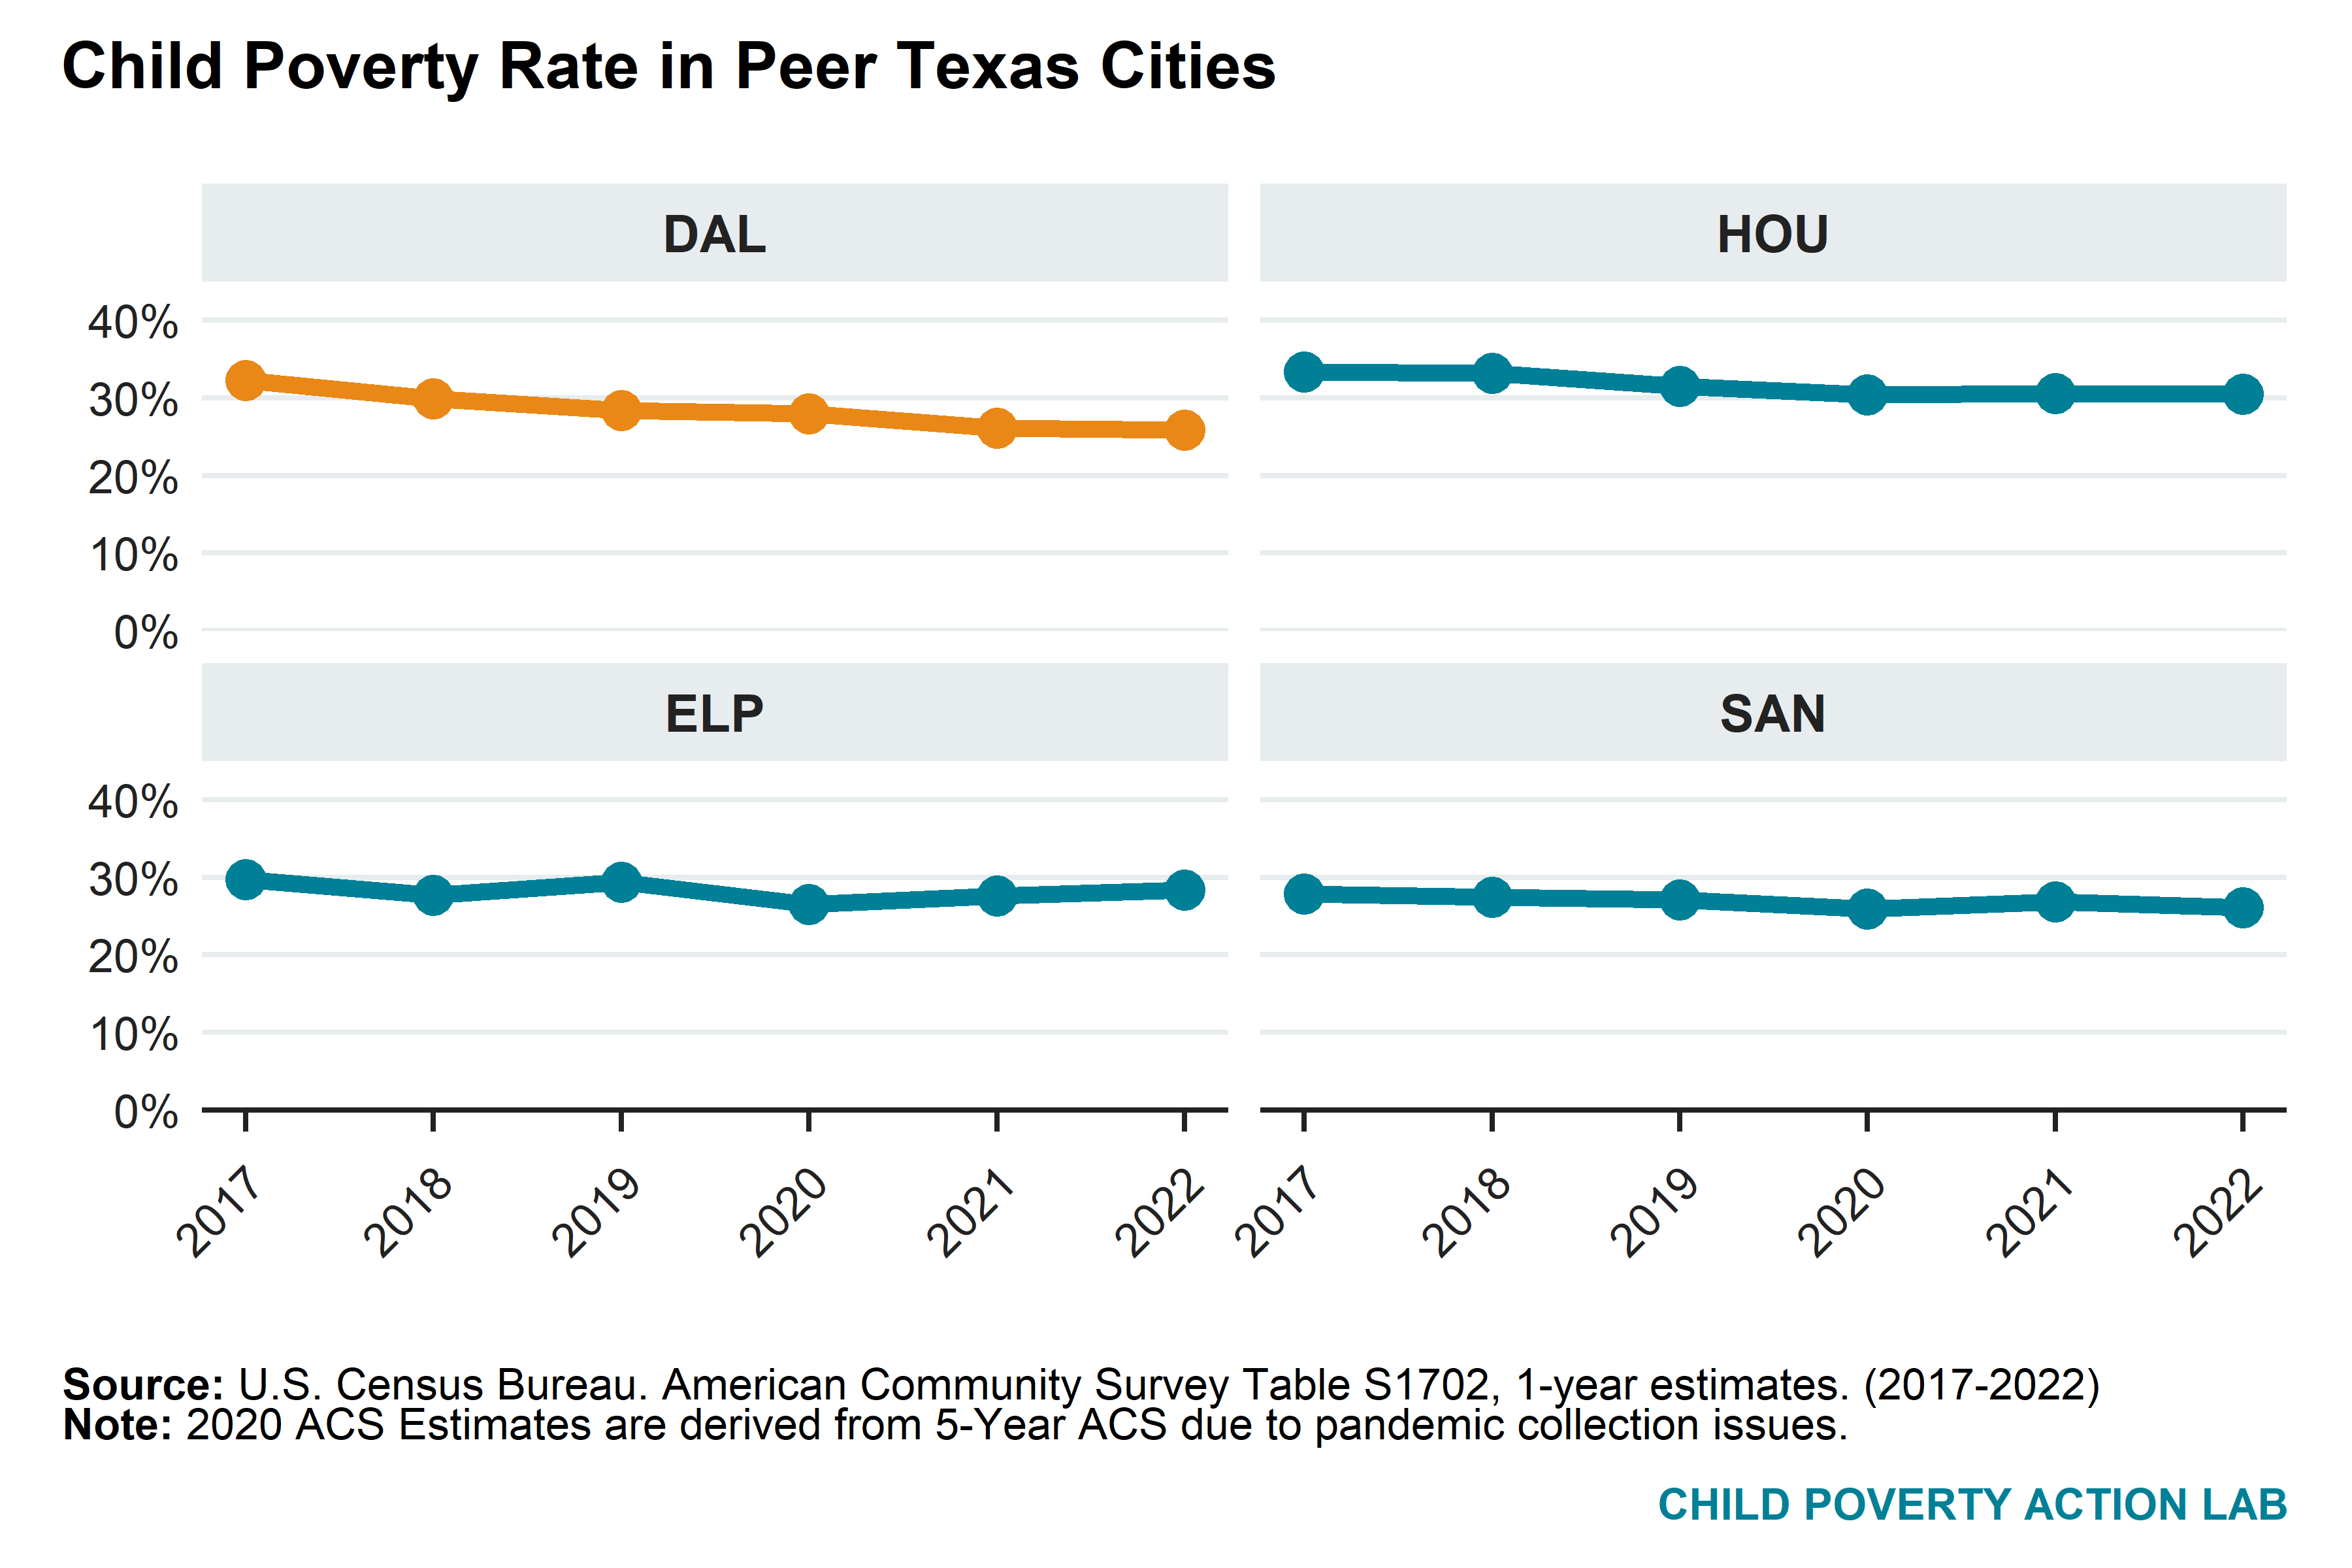 Child Poverty Rate in Peer Texas Cities
DAL
HOU
40%
30%
20%
10%
0%
ELP
SAN
40%
30%
20%
10%
0%
2017 2018 2019 2020 2021 2022 2017 2018 2019 2020 2021 2022
Source: U.S. Census Bureau. American Community Survey Table S1702, 1-year estimates. (2017-2022)
Note: 2020 ACS Estimates are derived from 5-Year ACS due to pandemic collection issues.
CHILD POVERTY ACTION LAB